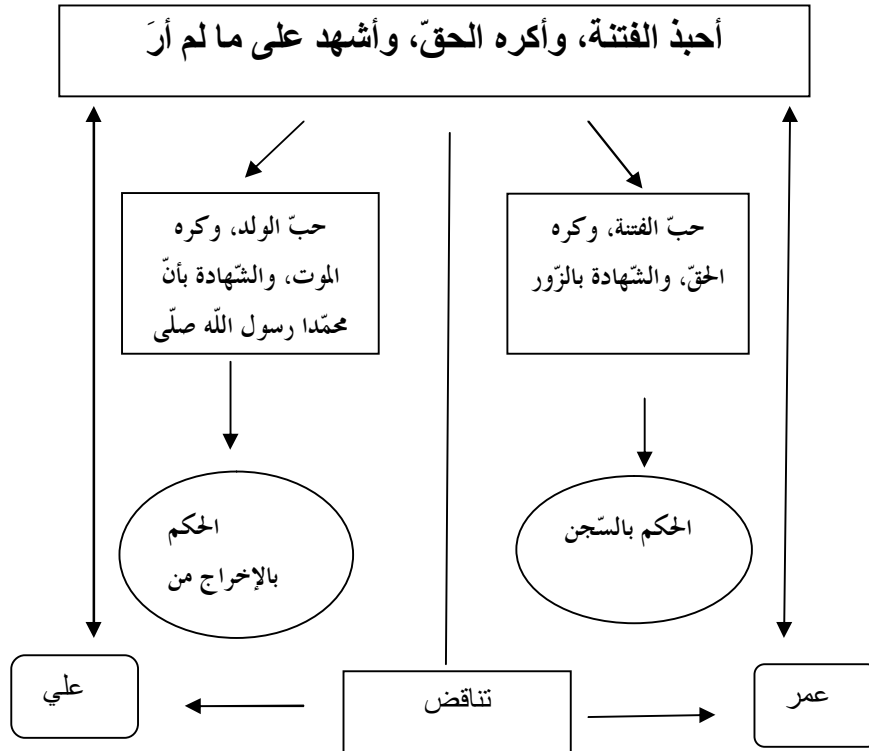 أحبذ الفتنة، وأكره الحقّ، وأشهد على ما لم أرَ
حبّ الفتنة، وكره
الحقّ، والشّهادة بالزّور
حبّ الولد، وكره
الموت، والشّهادة بأنّ
محمّدا رسول اللّه صلّى
الحكم بالسّجن
الحكم
بالإخراج من
عمر
تناقض
علي